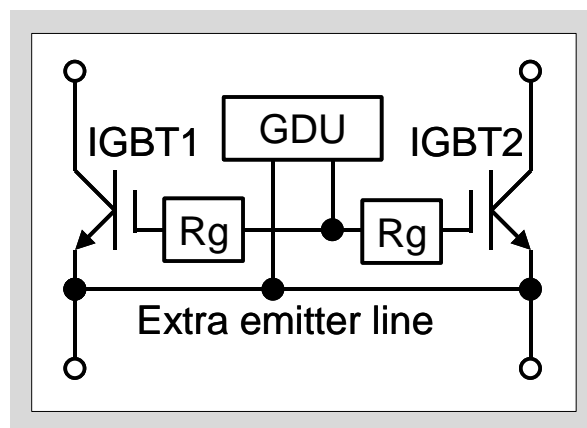 GDU
IGBT1
IGBT2
Rg
Rg
Extra emitter line